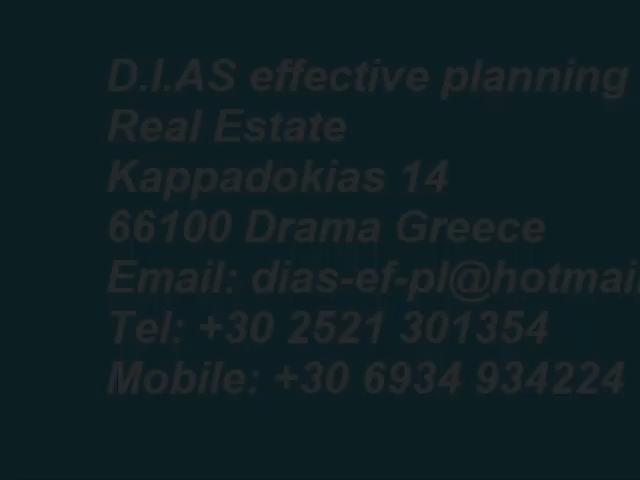 D.I.AS effective planning
Real Estate
Kappadokias 14
66100 Drama Greece
Email: dias-ef-pl@hotmail
Tel: +30 2521 301354
Mobile: +30 6934 934224